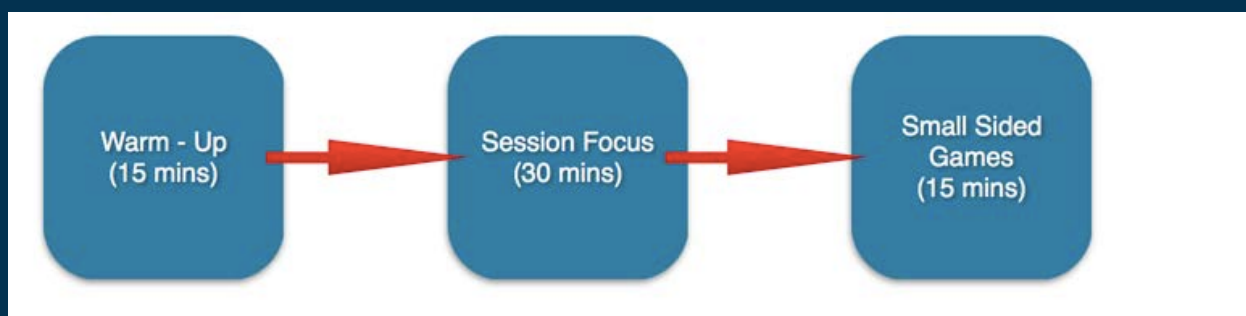 Warm - Up
(15 mins)
Session Focus
(30 mins)
Small Sided
Games
(15 mins)